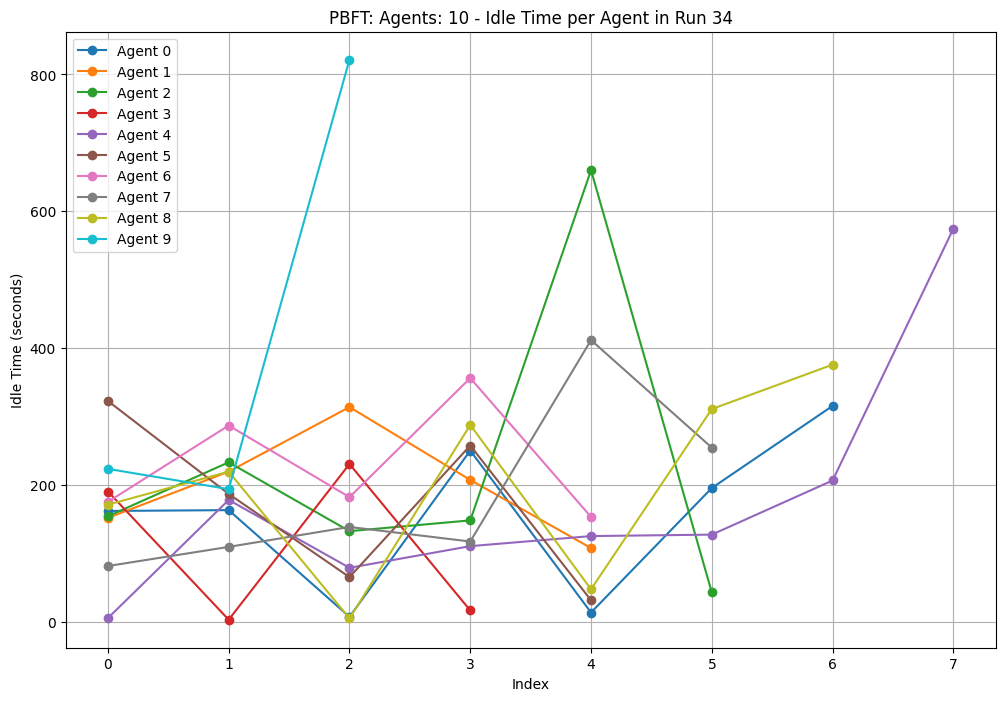 PBFT: Agents: 10 - Idle Time per Agent in Run 34
Agent 0
Agent 1
Agent 2
Agent 3
Agent 4
Agent 5
Agent 6
Agent 7
Agent 8
Agent 9
800
600
400
200
0
Idle Time (seconds)
0 1 2 3 4 5 6 7
Index